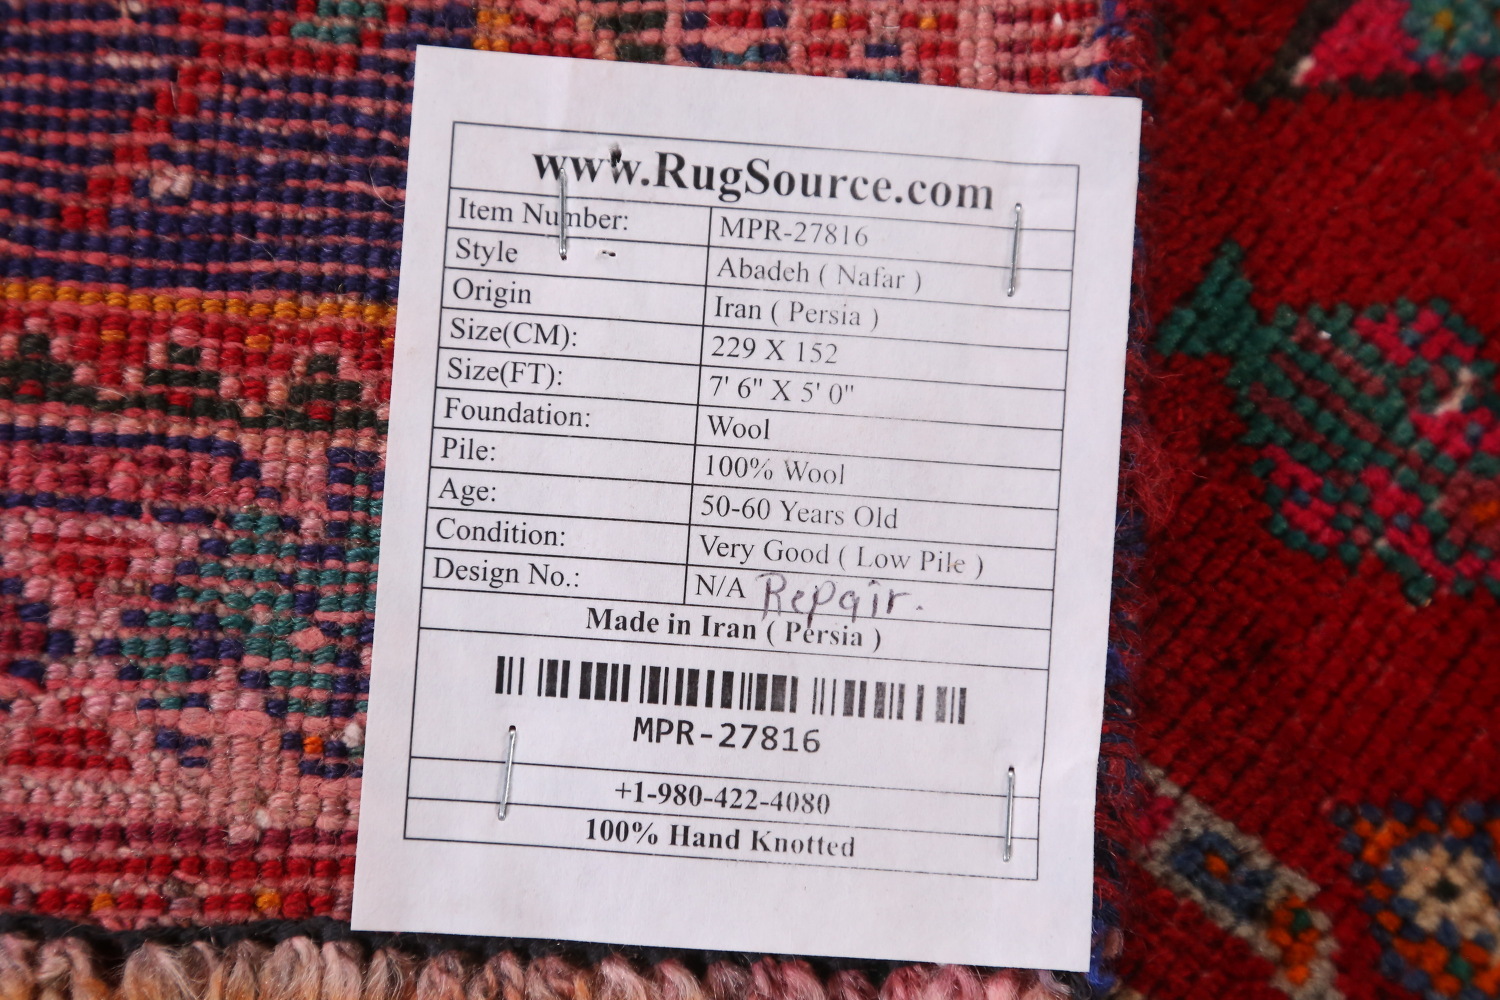 www.RugSource.com
Item Number: MPR-27816
Style Abadeh ( Nafar )
Origin Iran ( Persia )
Size(CM): 229 X 152
Size(FT): 7' 6" X 5' 0"
Foundation: Wool
Pile: 100% Wool
Age: 50-60 Years Old
Condition: Very Good ( Low Pile )
Design No.: N/A Repair.
Made in Iran ( Persia )
MPR-27816
+1-980-422-4080
100% Hand Knotted